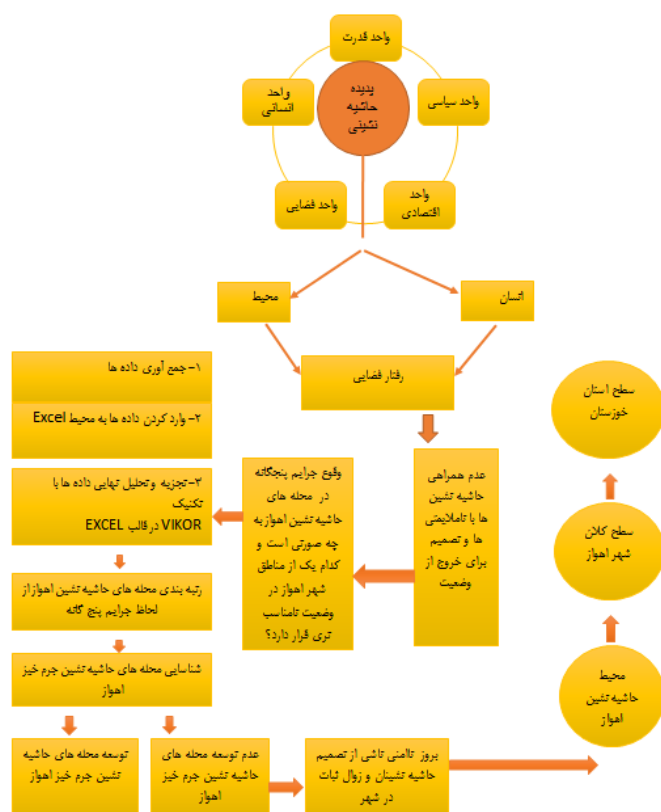 واحد قدرت
واحد
انسانی
پدیده
حاشیه
نشینی
واحد سیاسی
واحد فضایی
واحد
اقتصادی
محیط
انسان
رفتار فضایی
۱- جمع آوری داده ها
۲- وارد کردن داده ها به محیط Excel
۳- تجزیه و تحلیل نهایی داده ها با
تکنیک
VIKOR در قالب EXCEL
وقوع جرایم پنجگانه
در محله های
حاشیه نشین اهواز به
چه صورتی است و
کدام یک از مناطق
شهر اهواز در
وضعیت نامناسب
تری قرار دارد؟
عدم همراهی
حاشیه نشین
ها با ناملایمتی
ها و تصمیم
برای خروج از
وضعیت
رتبه بندی محله های حاشیه نشین اهواز از
لحاظ جرایم پنج گانه
شناسایی محله های حاشیه نشین جرم خیز
اهواز
توسعه محله های حاشیه
نشین جرم خیز اهواز
عدم توسعه محله های
حاشیه نشین جرم خیز
اهواز
بروز ناامنی ناشی از تصمیم
حاشیه نشینان و زوال ثبات
در شهر
سطح استان
خوزستان
سطح کلان
شهر اهواز
محیط
حاشیه نشین
اهواز